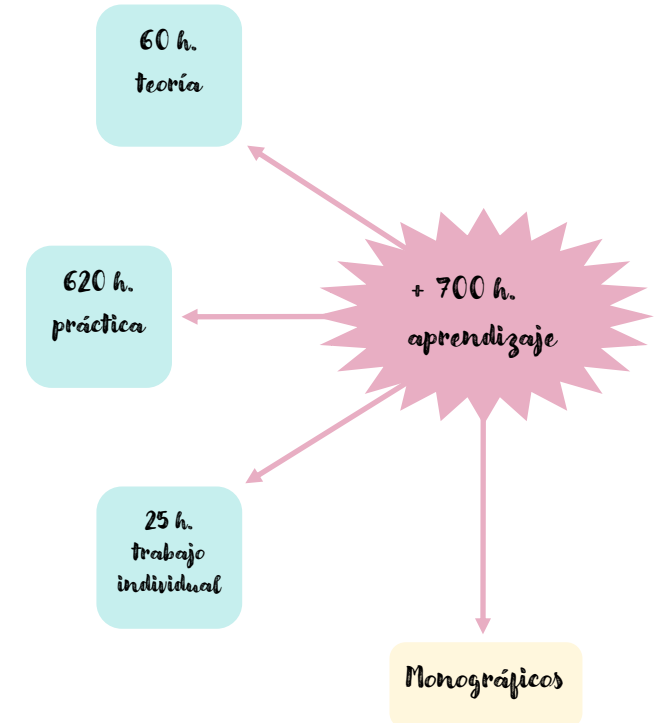 60 h.
teoría
+ 700 h.
aprendizaje
620 h.
práctica
25 h.
trabajo
individual
Monográficos